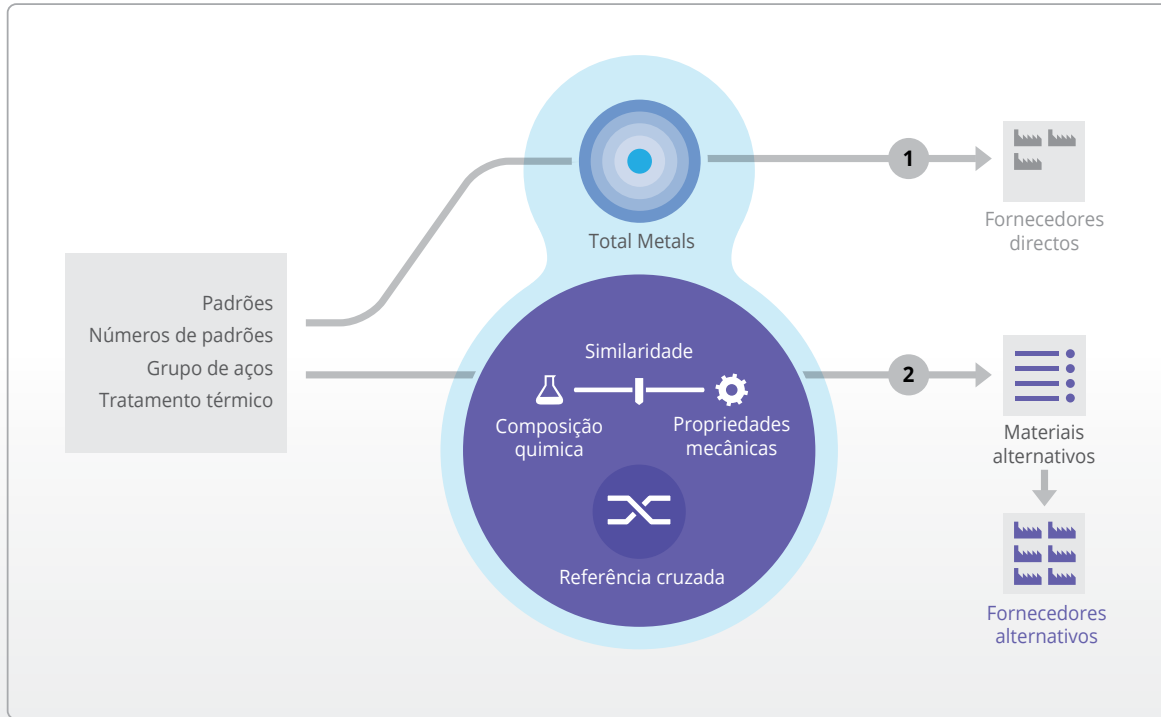 Total Metals
1
Fornecedores
directos
Padrões
Números de padrões
Grupo de aços
Tratamento térmico
Similaridade
Composição
quimica
Propriedades
mecânicas
Referência cruzada
2
Materiais
alternativos
Fornecedores
alternativos